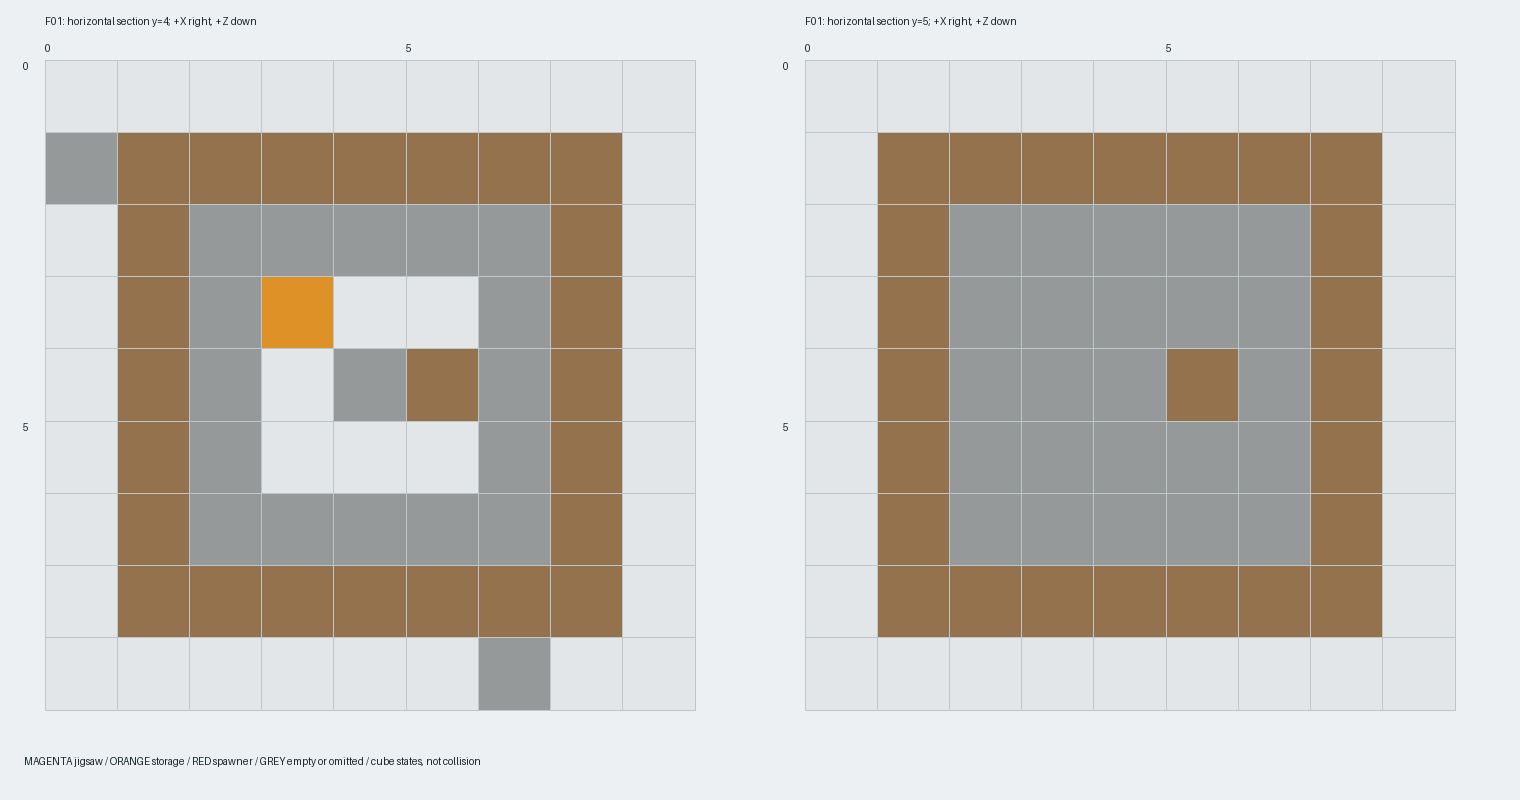 F01: horizontal section y=4; +X right, +Z down
F01: horizontal section y=5; +X right, +Z down
0 5
0 5
0
0
5
5
MAGENTA jigsaw / ORANGE storage / RED spawner / GREY empty or omitted / cube states, not collision